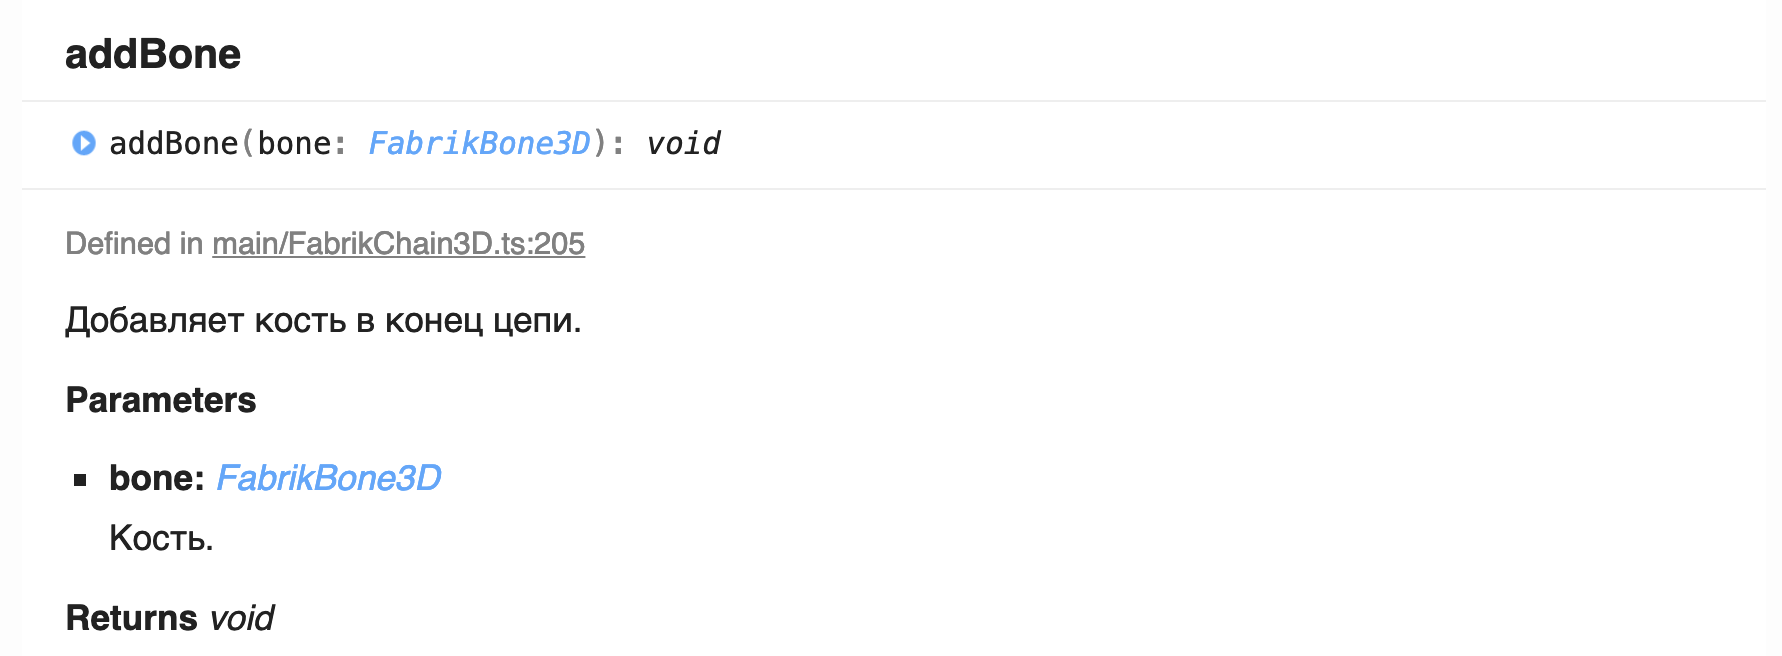 addBone
addBone(bone: FabrikBone3D): void
Defined in main/FabrikChain3D.ts:205
Добавляет кость в конец цепи.
Parameters
bone: FabrikBone3D
Кость.
Returns void